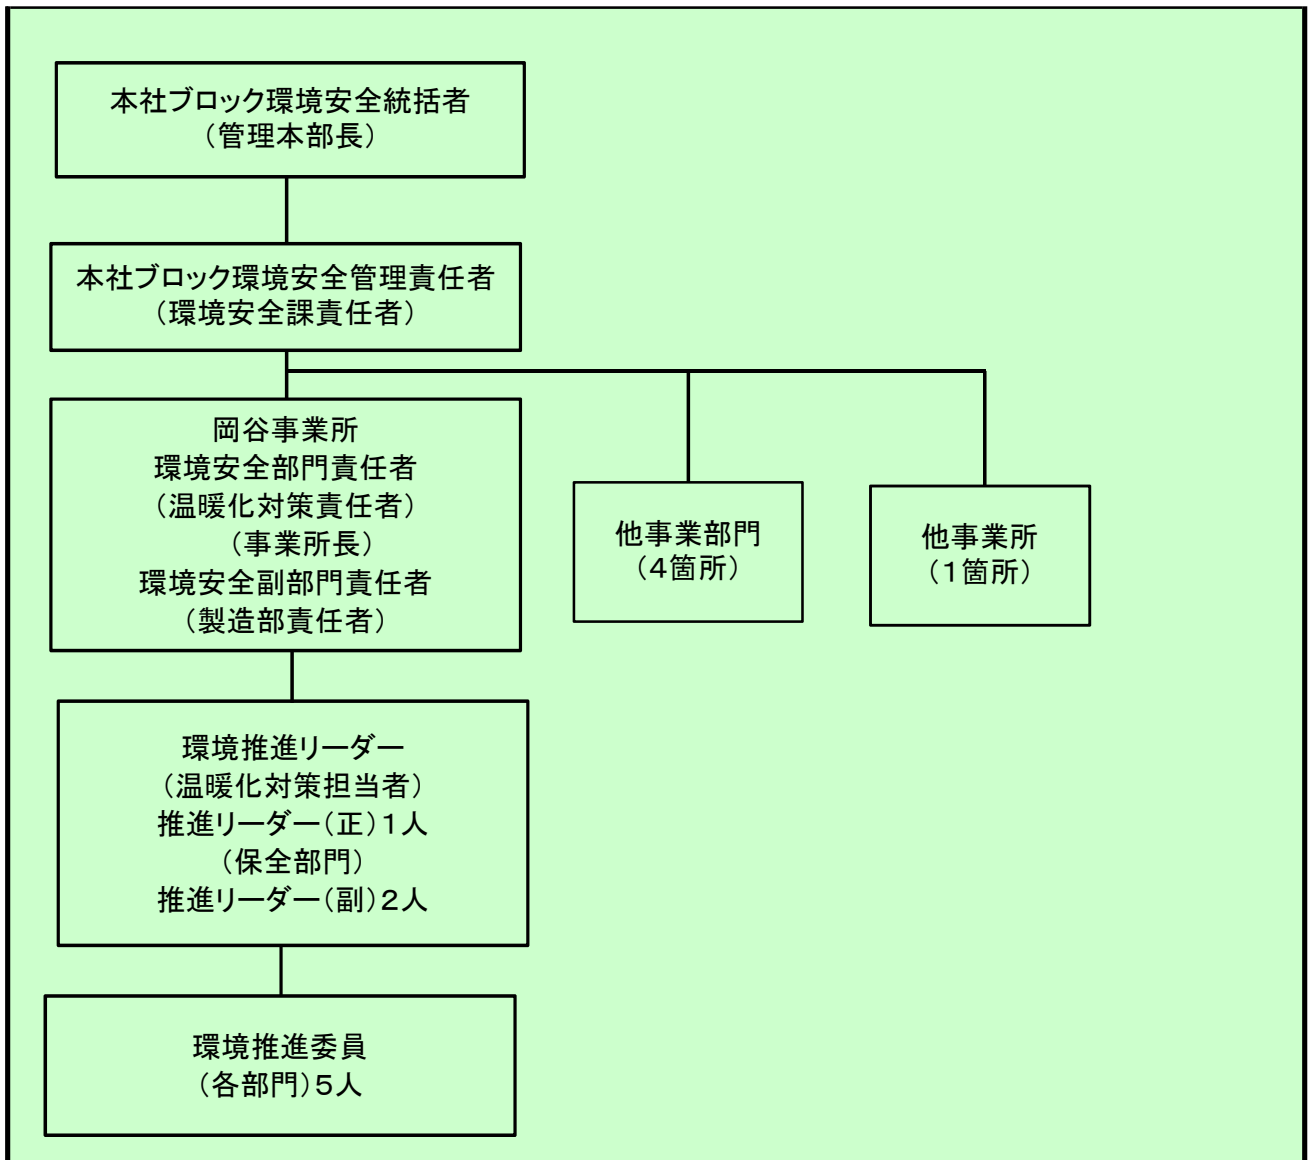 本社ブロック環境安全統括者
（管理本部長）
本社ブロック環境安全管理責任者
（環境安全課責任者）
岡谷事業所
環境安全部門責任者
（温暖化対策責任者）
（事業所長）
環境安全副部門責任者
（製造部責任者）
他事業部門
（4箇所）
他事業所
（1箇所）
環境推進リーダー
（温暖化対策担当者）
推進リーダー（正）１人
（保全部門）
推進リーダー（副）２人
環境推進委員
（各部門）５人